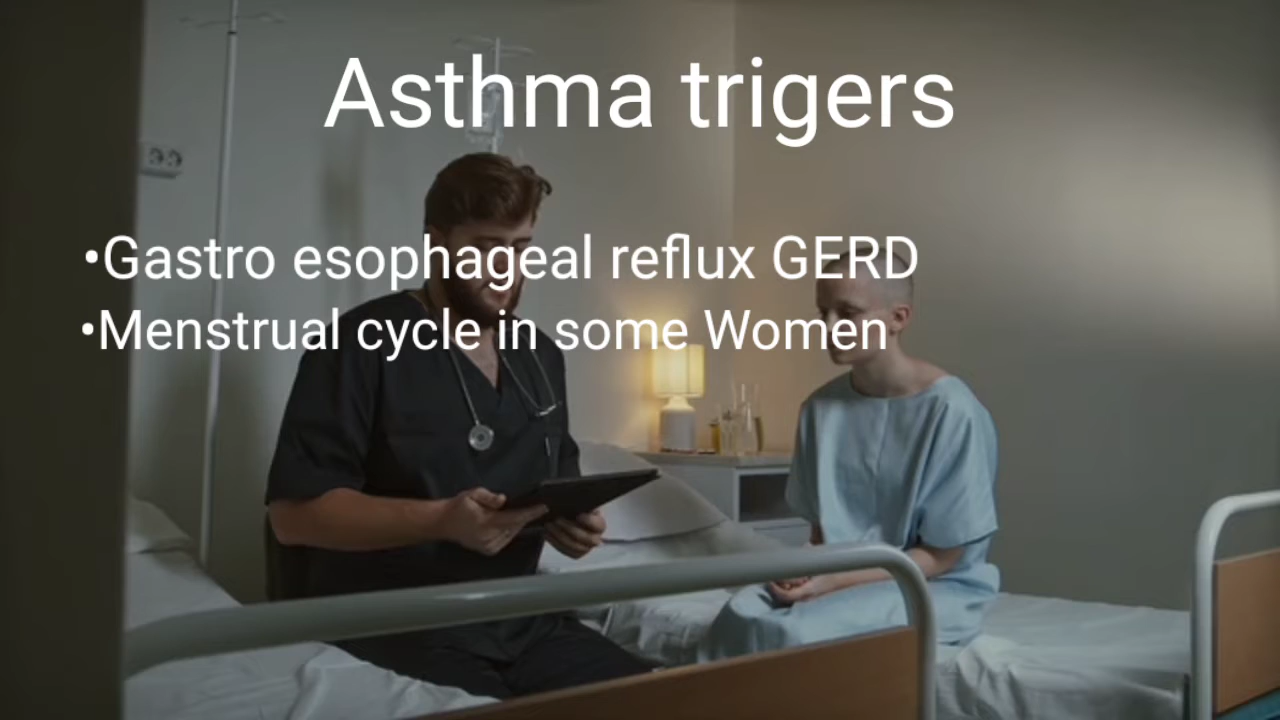 Asthma trigers
•Gastro esophageal reflux GERD
•Menstrual cycle in some Women